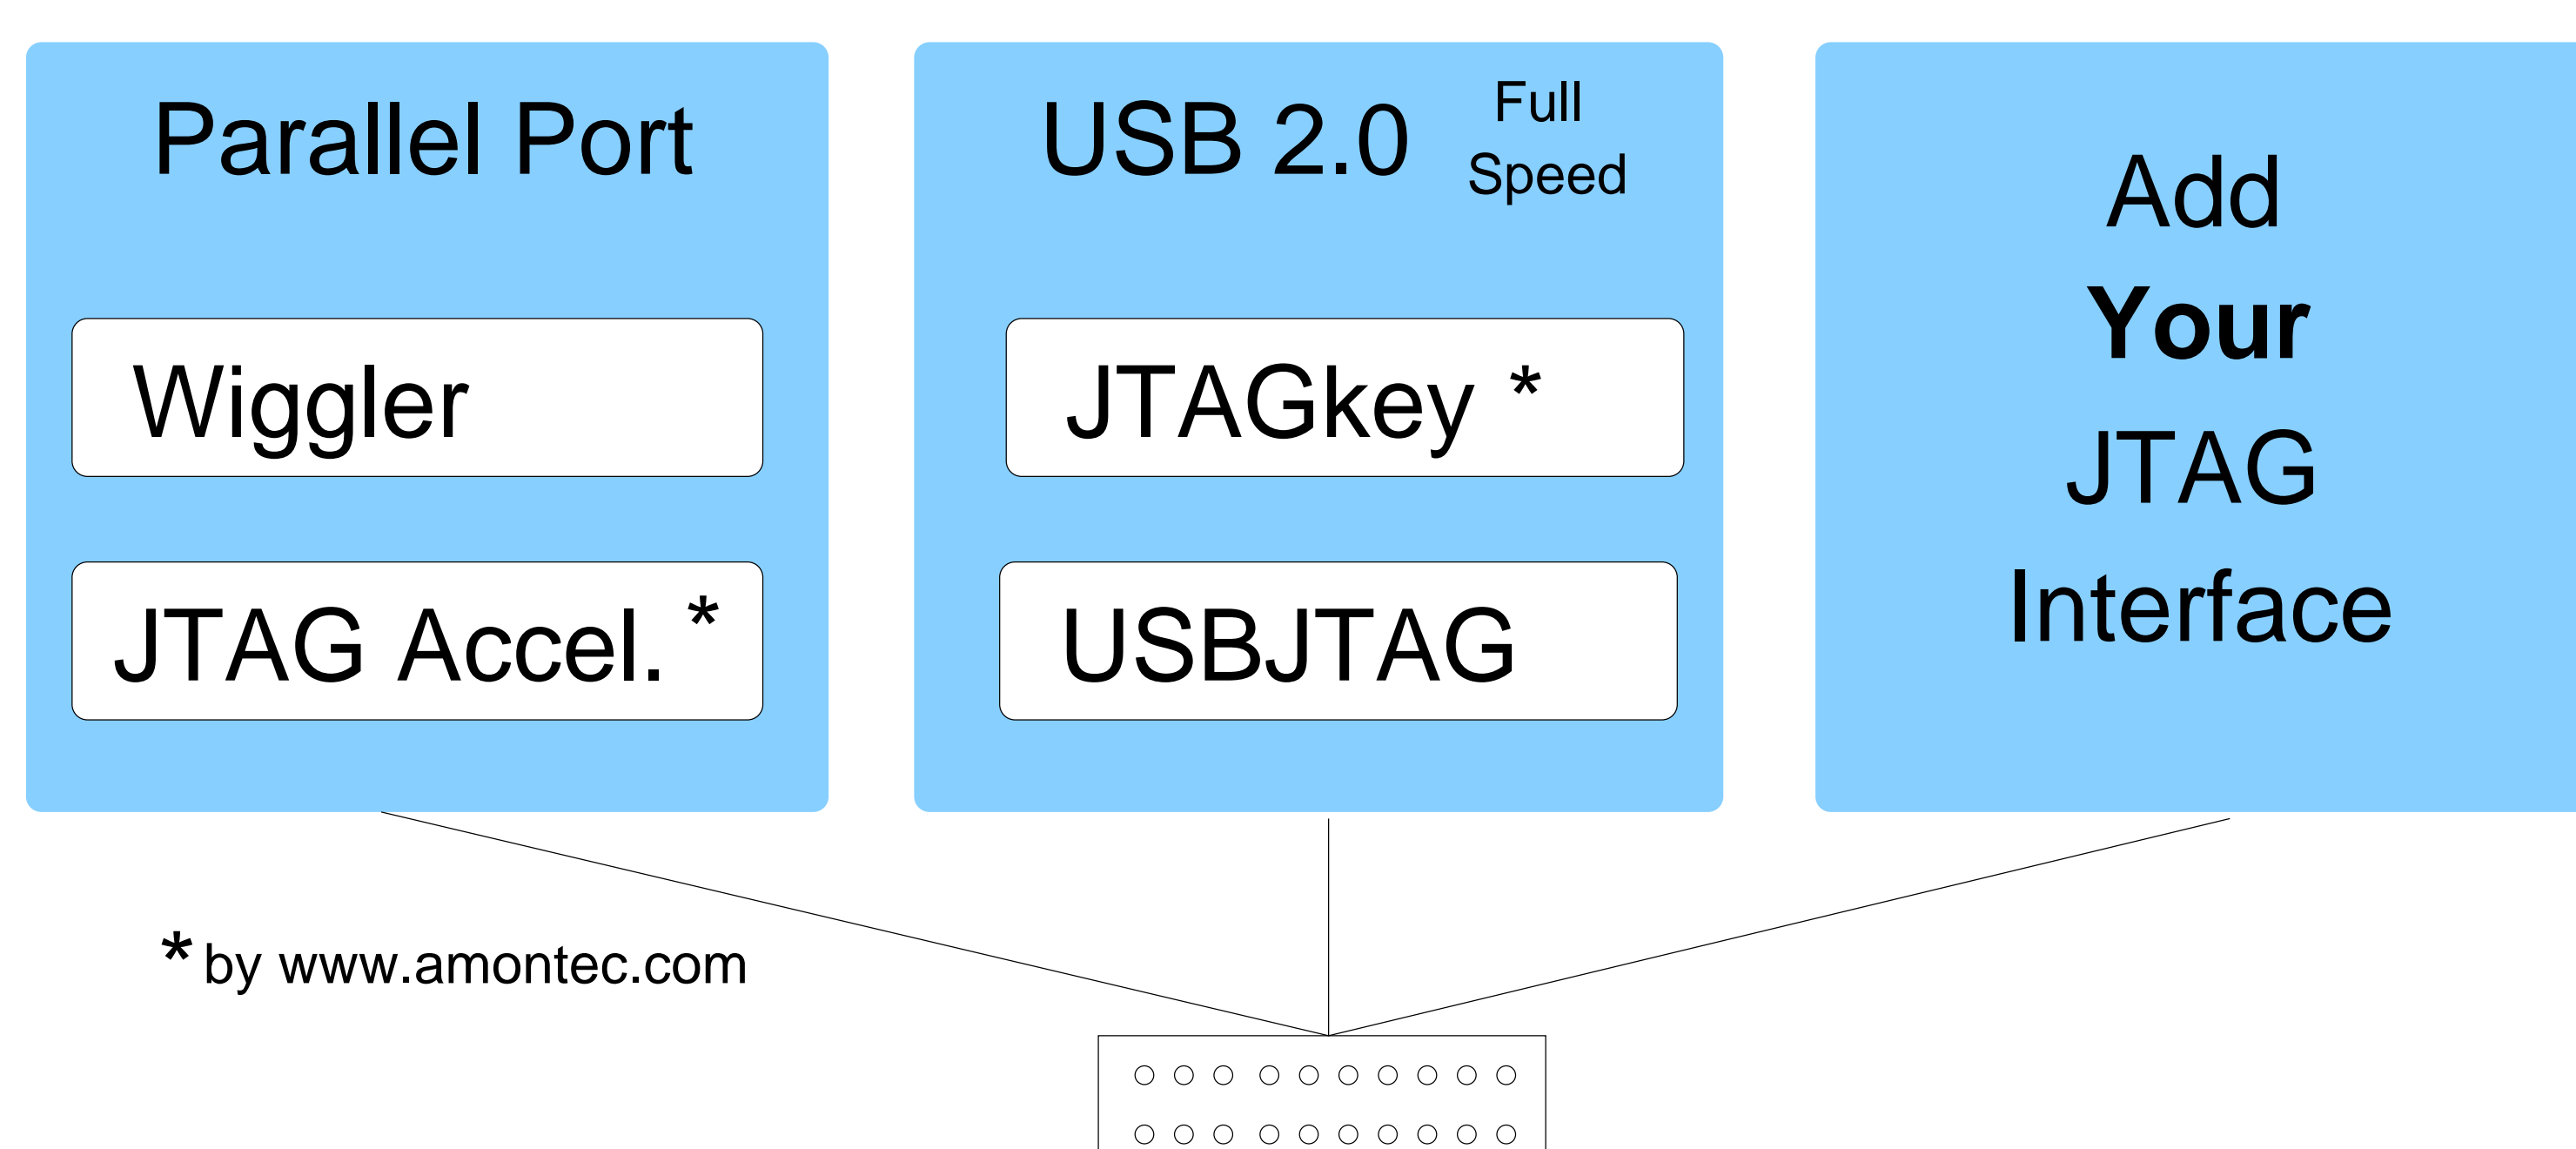 Parallel Port
Wiggler
JTAG Accel. *
USB 2.0 Full Speed
JTAGkey *
USBJTAG
Add
Your
JTAG
Interface
* by www.amontec.com